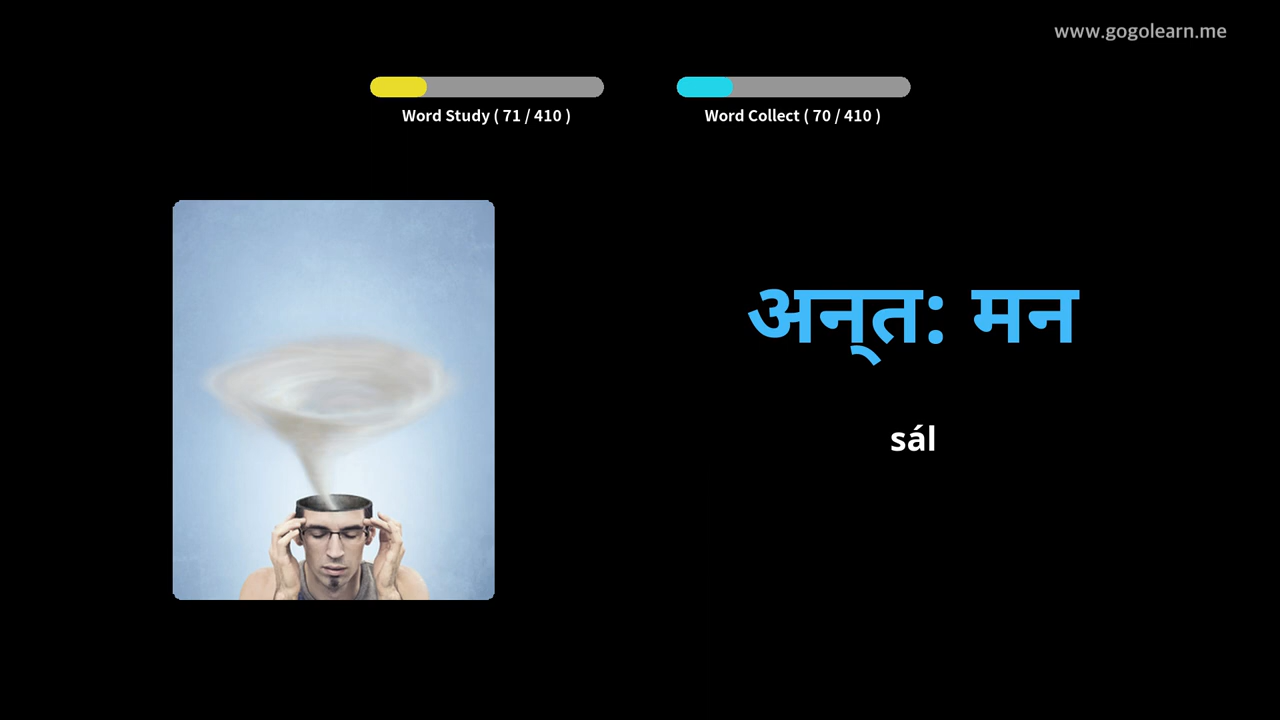 www.gogolearn.me
Word Study ( 71 / 410 )
Word Collect ( 70 / 410 )
अन्‌त: मन
sál